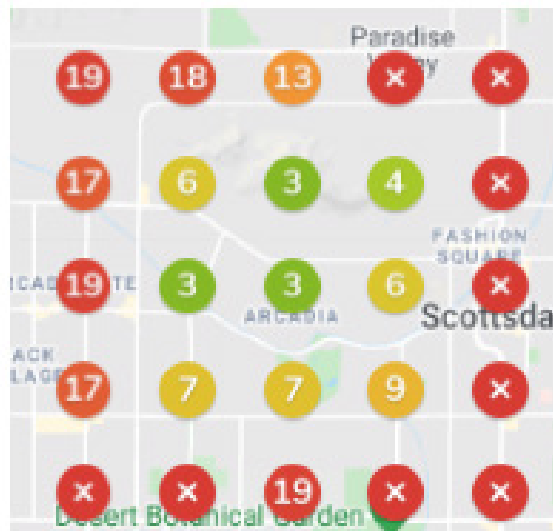 Paradise
19 18 13 × ×
17 6 3 4 ×
FASHION
SQUARE
19 3 3 6 ×
ARCADIA
Scottsda
17 7 7 9 ×
× × 19 × ×
Desert Botanical Garden